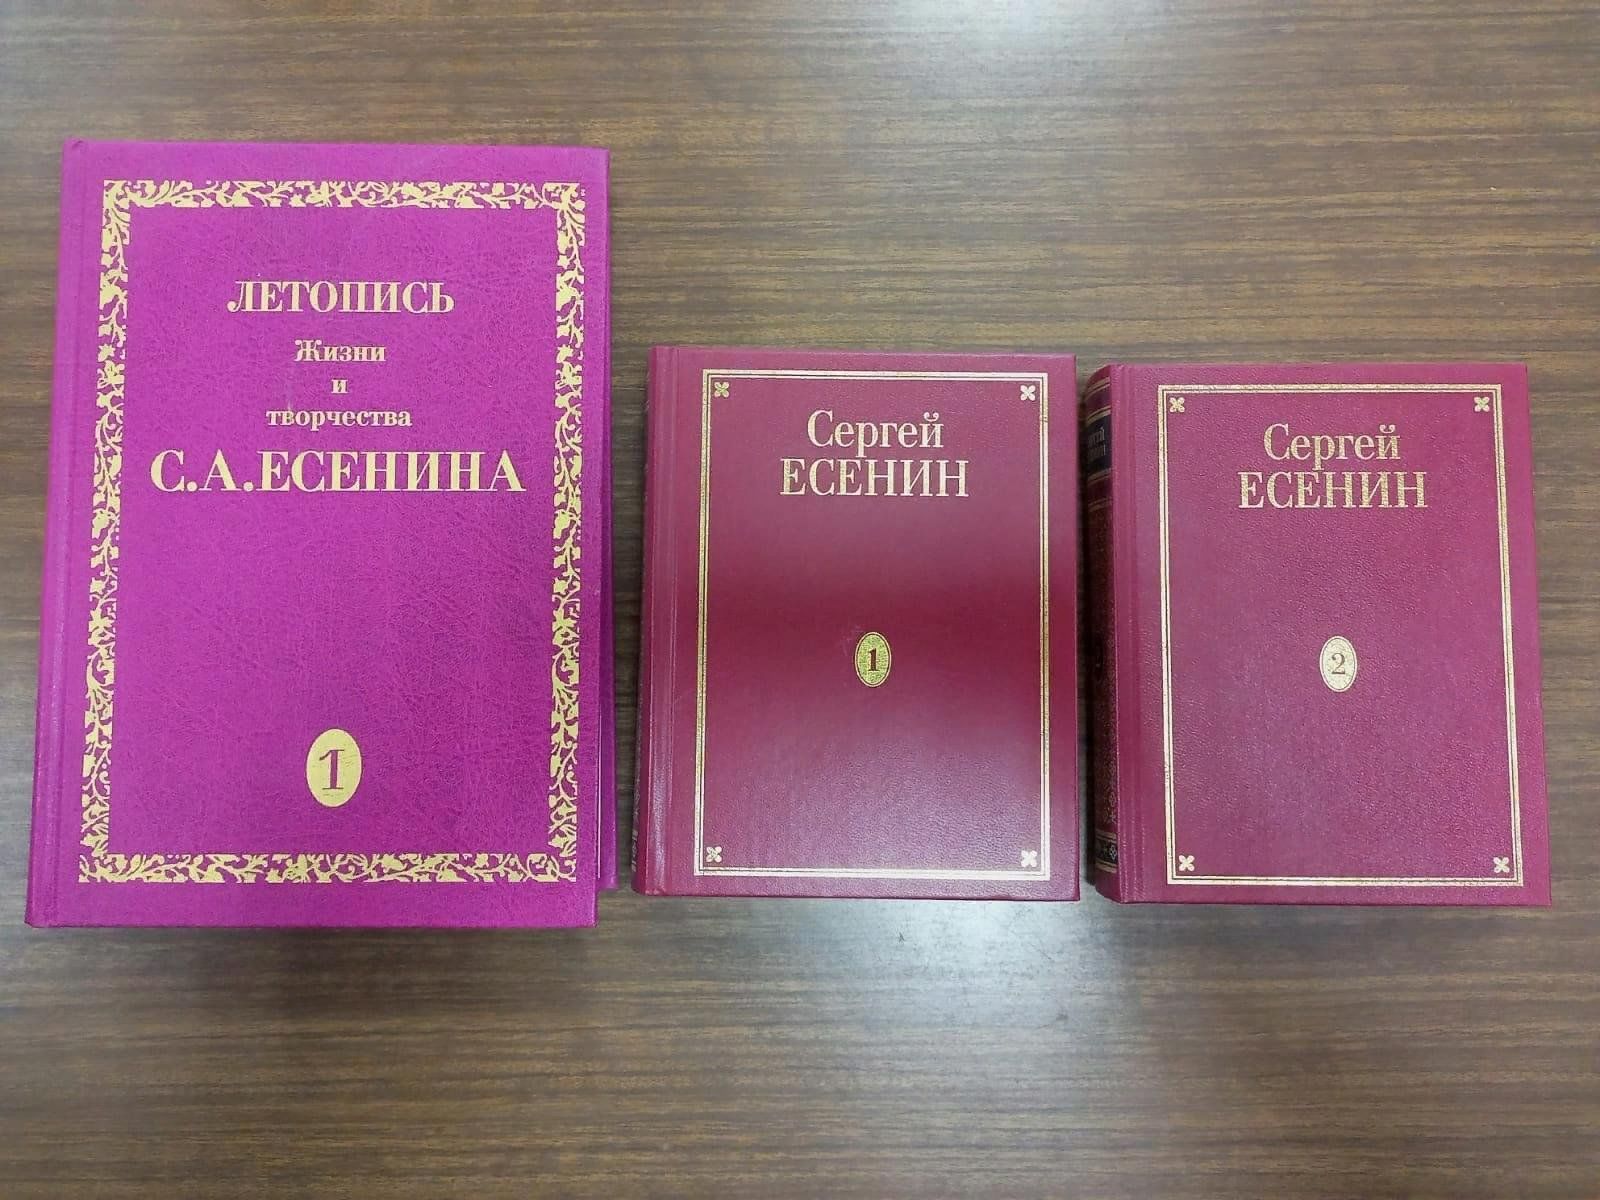 ЛЕТОПИСЬ
Жизни
и
творчества
С.А.ЕСЕНИНА
1
Сергей
ЕСЕНИН
1
Сергей
ЕСЕНИН
2